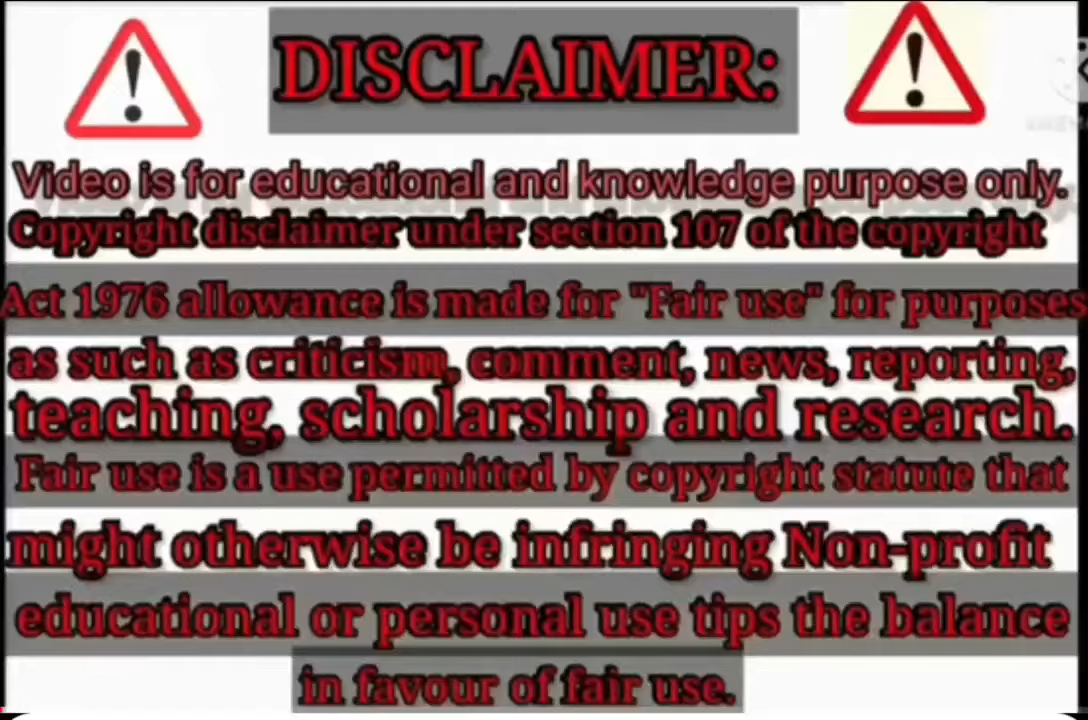 DISCLAIMER:
Video is for educational and knowledge purpose only.
Copyright disclaimer under section 107 of the copyright
Act 1976 allowance is made for "Fair use" for purposes
as such as criticism, comment, news, reporting,
teaching, scholarship and research.
Fair use is a use permitted by copyright statute that
might otherwise be infringing Non-profit
educational or personal use tips the balance
in favour of fair use.